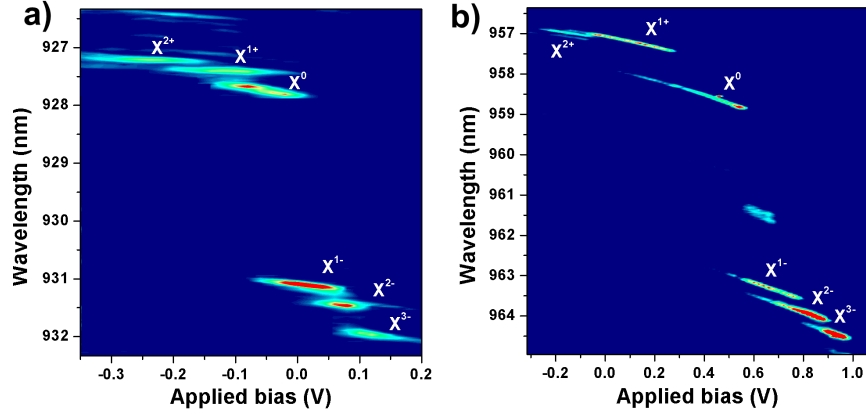 a)
Wavelength (nm)
927
928
929
930
931
932
X2+
X1+
X0
X1-
X2-
X3-
-0.3
-0.1
0.0
0.1
0.2
Applied bias (V)
b)
Wavelength (nm)
957
958
959
960
961
962
963
964
X1+
X2+
X0
X1-
X2-
X3-
-0.2
0.0
0.2
0.4
0.6
0.8
1.0
Applied bias (V)